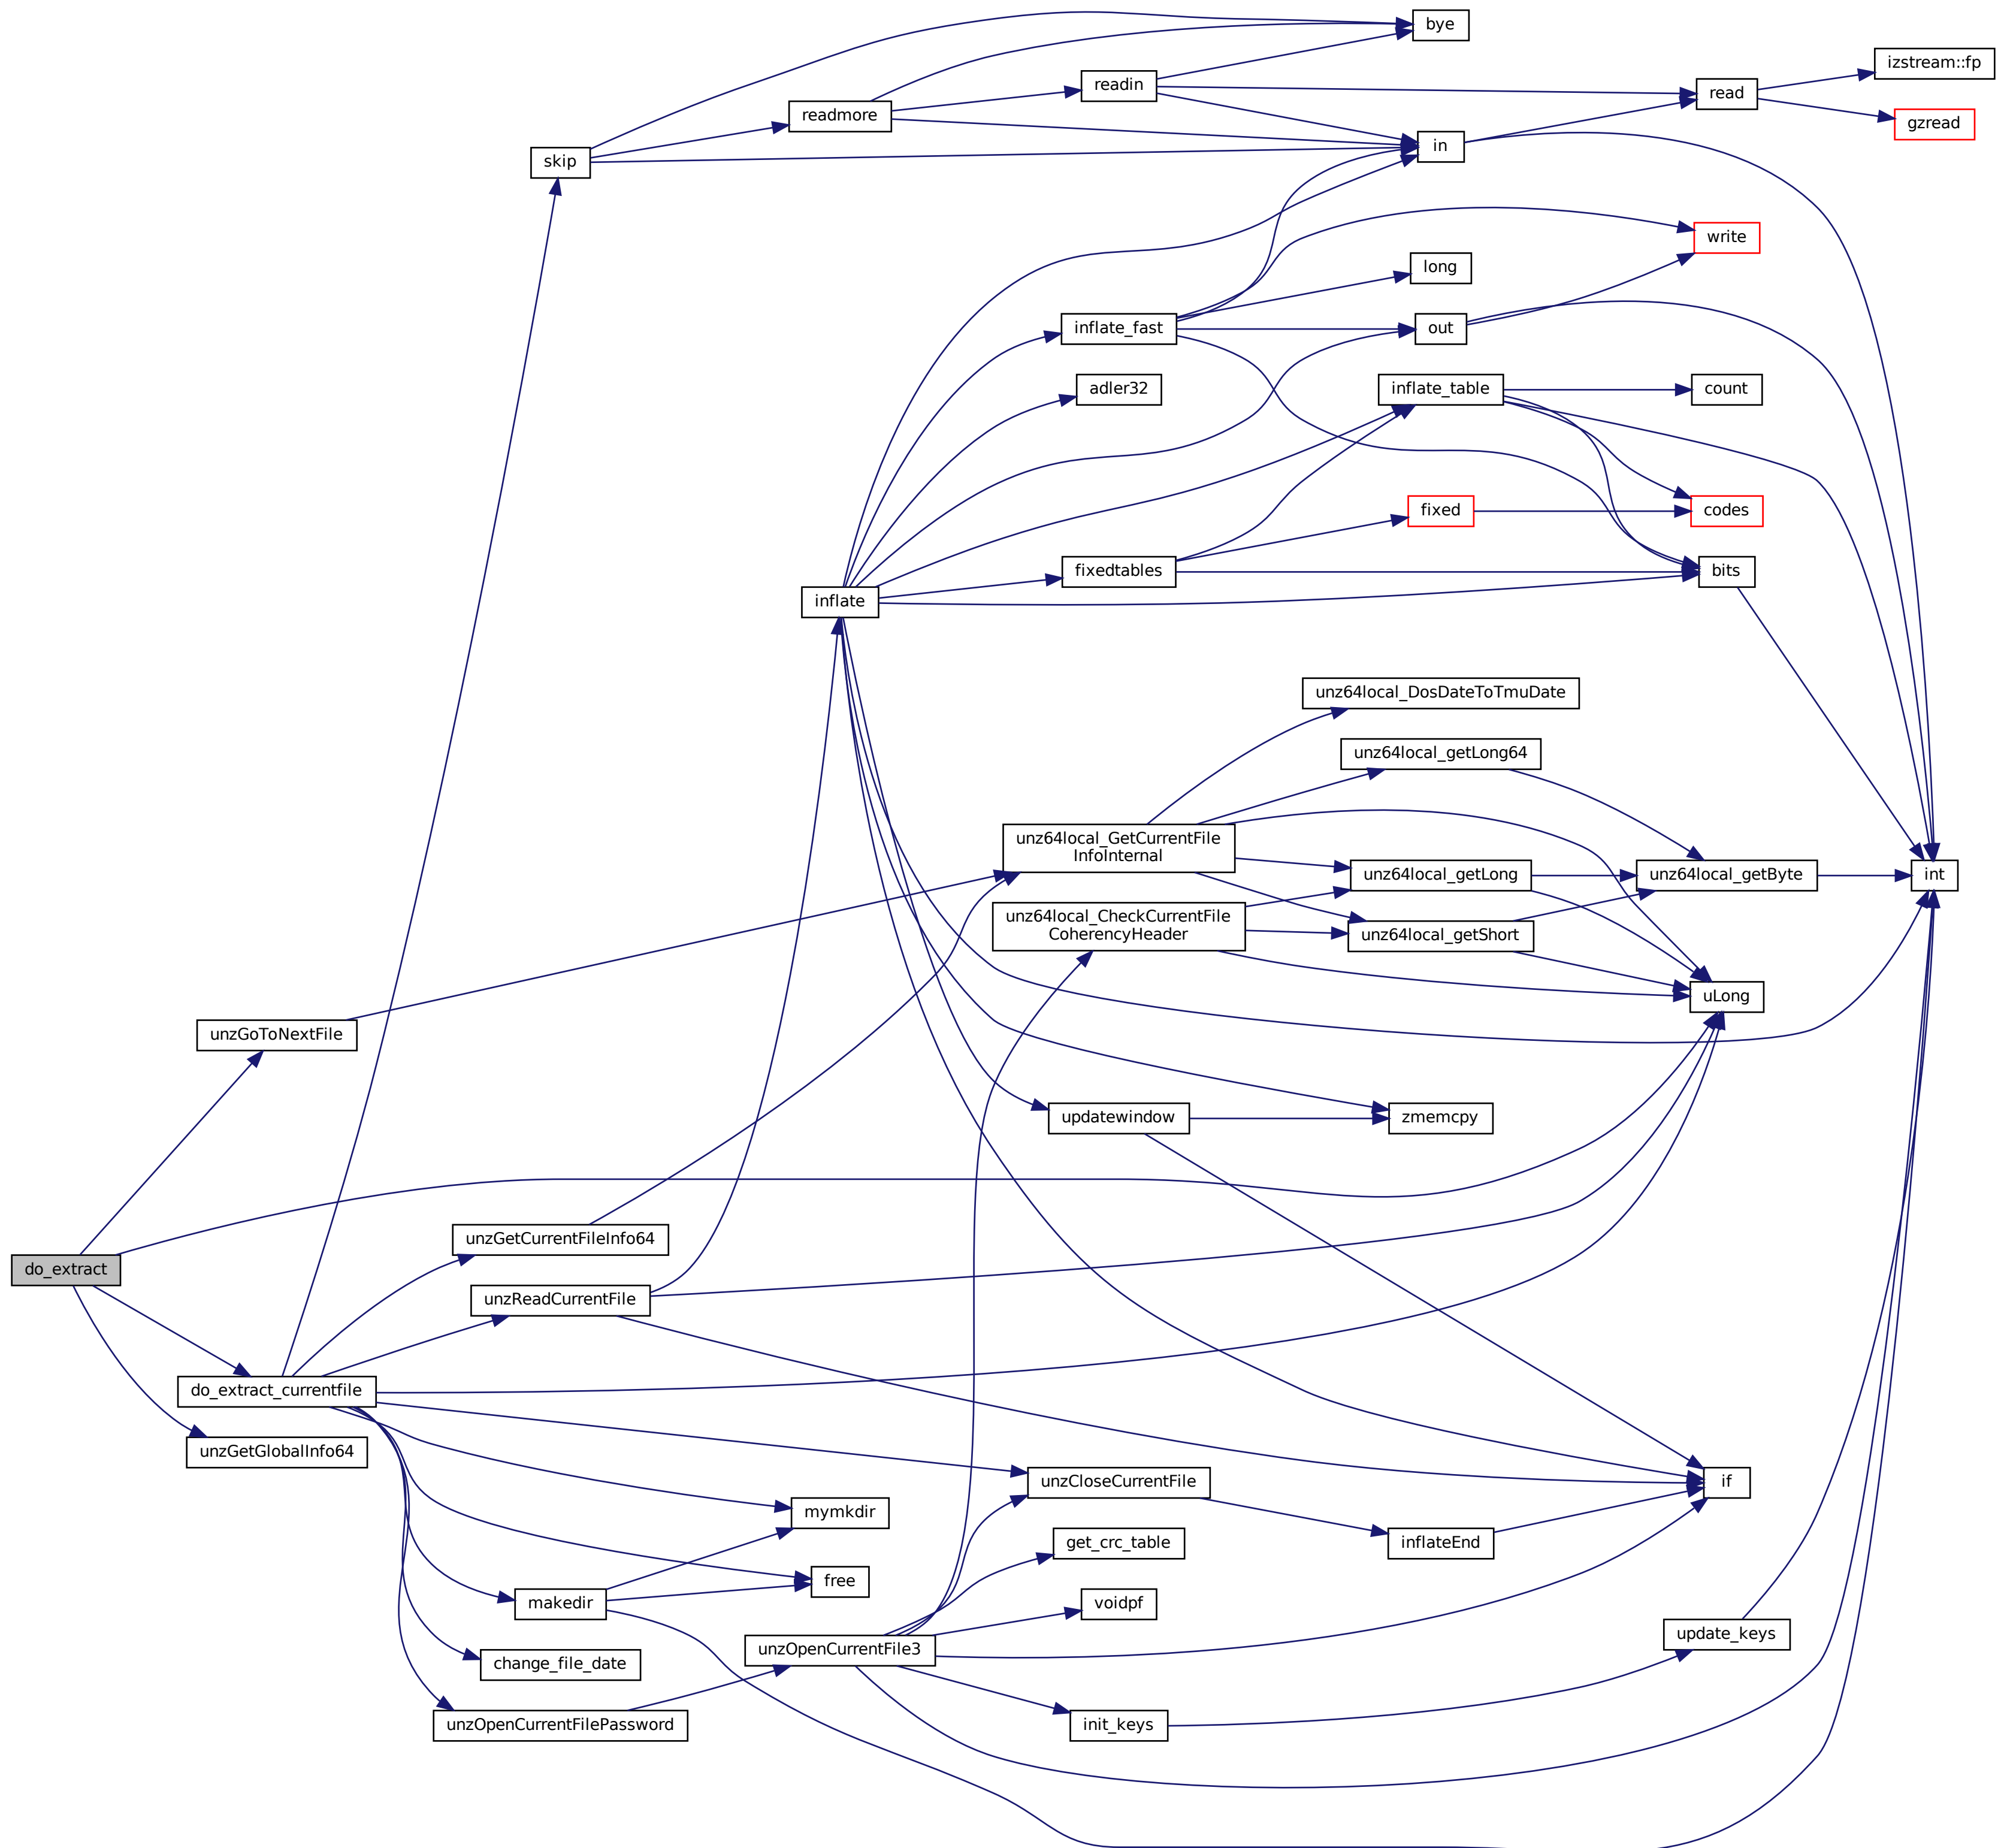 bye
izstream::fp
readin
read
readmore
gzread
in
skip
write
long
inflate_fast
out
adler32
inflate_table
count
fixed
codes
fixedtables
bits
inflate
unz64local_DosDateToTmuDate
unz64local_getLong64
unz64local_GetCurrentFile
InfoInternal
unz64local_getLong
unz64local_getByte
int
unz64local_CheckCurrentFile
CoherencyHeader
unz64local_getShort
uLong
unzGoToNextFile
updatewindow
zmemcpy
unzGetCurrentFileInfo64
do_extract
unzReadCurrentFile
do_extract_currentfile
unzGetGlobalInfo64
unzCloseCurrentFile
if
mymkdir
get_crc_table
inflateEnd
free
makedir
voidpf
unzOpenCurrentFile3
update_keys
change_file_date
unzOpenCurrentFilePassword
init_keys